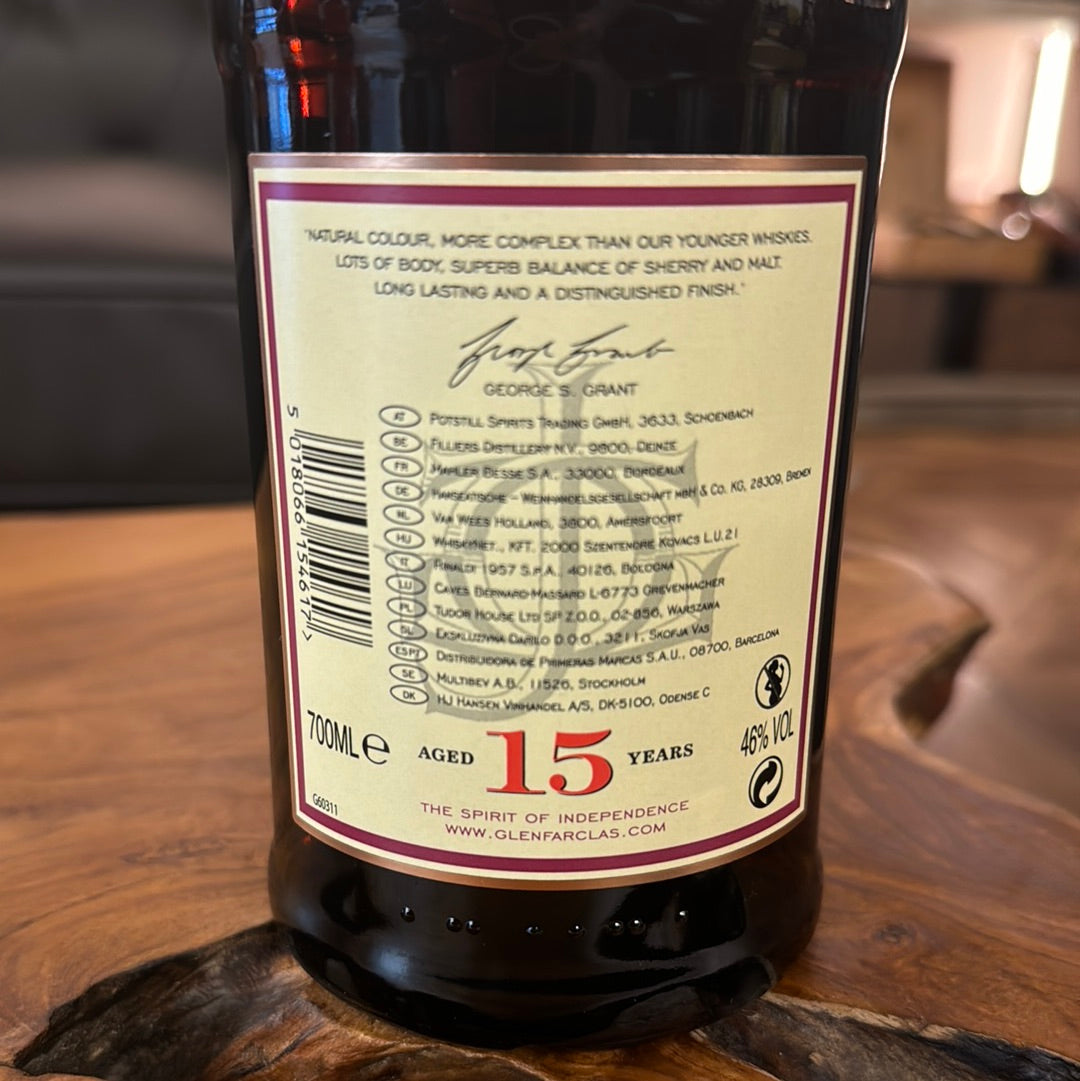 "NATURAL COLOUR, MORE COMPLEX THAN OUR YOUNGER WHISKIES.
LOTS OF BODY, SUPERB BALANCE OF SHERRY AND MALT.
LONG LASTING AND A DISTINGUISHED FINISH."
George Grant
GEORGE S. GRANT
AT POTSTILL SPIRITS TRADING GMBH, 3633, SCHOENBACH
BE FILLIERS DISTILLERY N.V., 9800, DEINZE
FR MAHLER BESSE S.A., 33000, BORDEAUX
DE HANSEATISCHE – WEINHANDELSGESELLSCHAFT MBH & CO. KG, 28309, BREMEN
NL VAN WEES HOLLAND, 3800, AMERSFOORT
HU WHISKYNET., KFT. 2000 SZENTENDRE KOVACS L.U.21
IT RINALDI 1957 S.P.A., 40126, BOLOGNA
LU CAVES BERNARD-MASSARD L-6773 GREVENMACHER
PL TUDOR HOUSE LTD SP. Z.O.O., 02-856, WARSZAWA
EKSKLUZIVNA DARILO D.O.O., 3211, SKOFJA VAS
DISTRIBUIDORA DE PRIMERAS MARCAS S.A.U., 08700, BARCELONA
SE MULTIBEV A.B., 11526, STOCKHOLM
DK HJ HANSEN VINHANDEL A/S, DK-5100, ODENSE C
5 018066 154617 >
700ML e
AGED 15 YEARS
46% VOL
G60311
THE SPIRIT OF INDEPENDENCE
WWW.GLENFARCLAS.COM